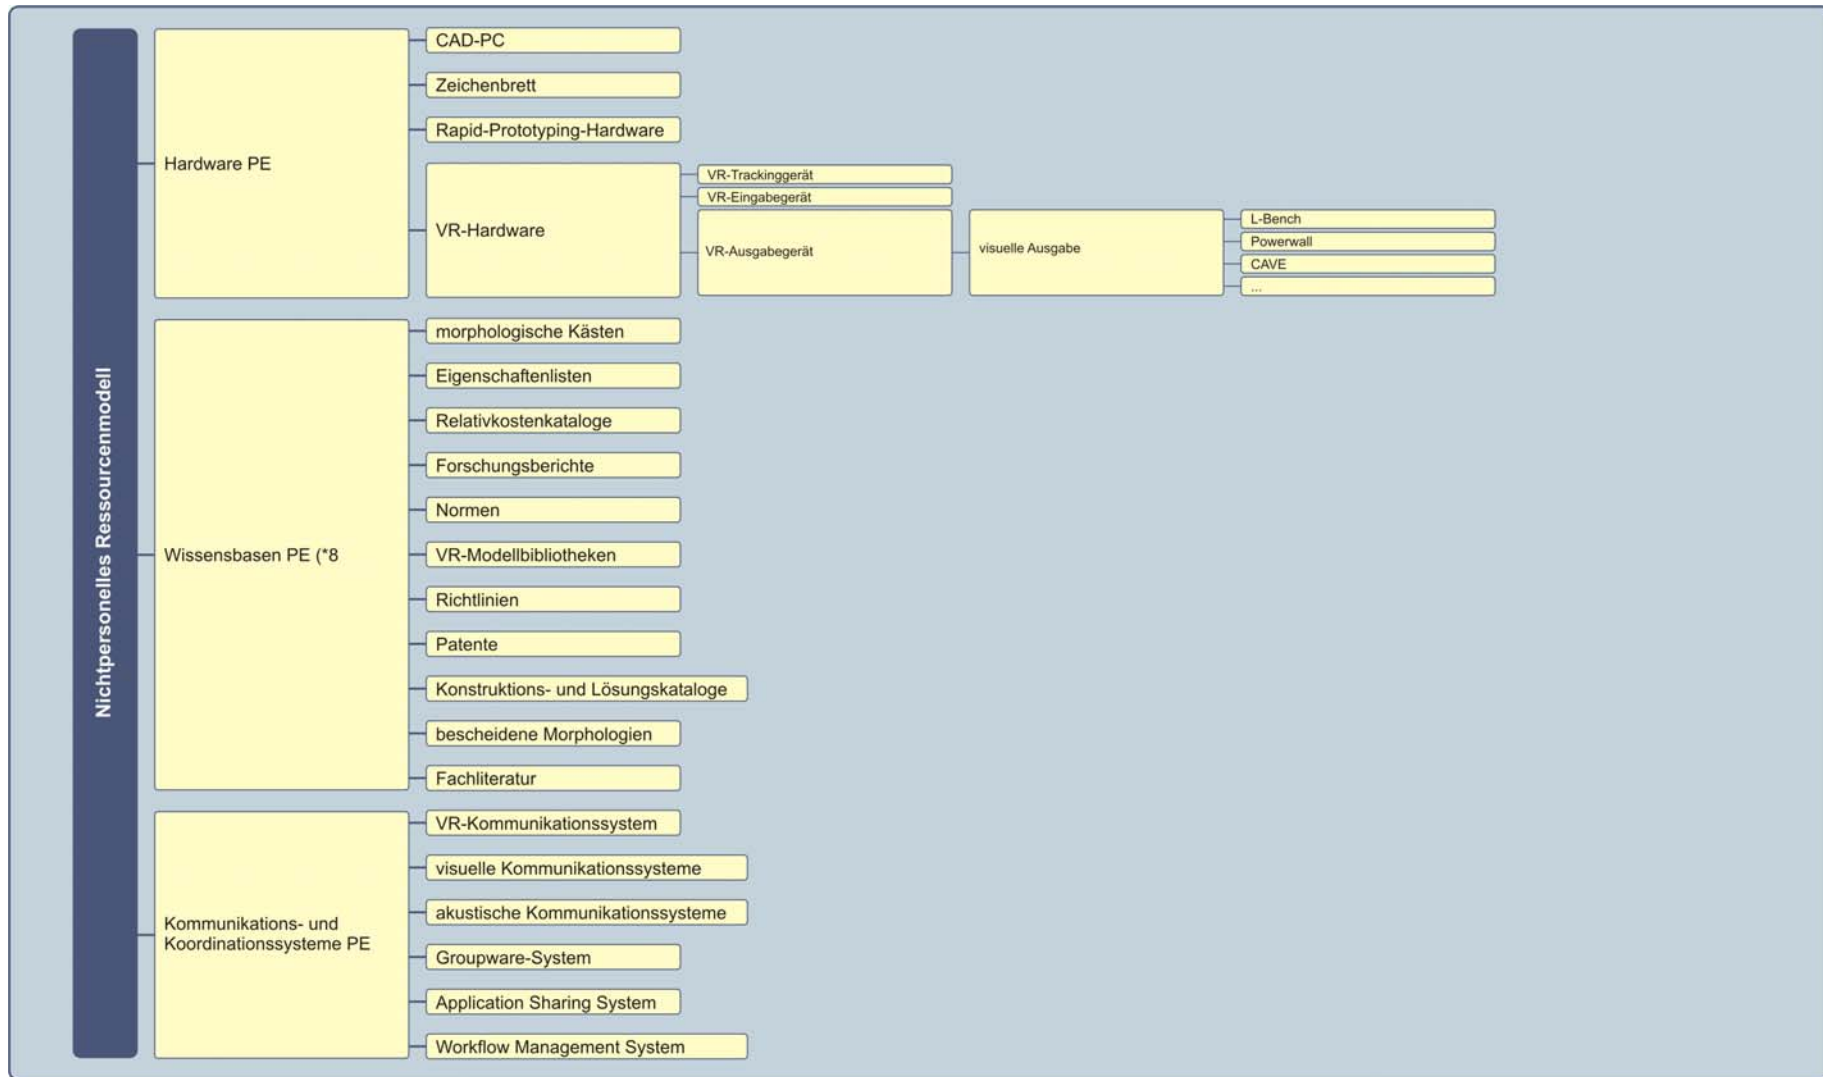 Nichtpersonelles Ressourcenmodell
Hardware PE
CAD-PC
Zeichenbrett
Rapid-Prototyping-Hardware
VR-Hardware
VR-Trackinggerät
VR-Eingabegerät
VR-Ausgabegerät
visuelle Ausgabe
L-Bench
Powerwall
CAVE
...
Wissensbasen PE (*8
morphologische Kästen
Eigenschaftenlisten
Relativkostenkataloge
Forschungsberichte
Normen
VR-Modellbibliotheken
Richtlinien
Patente
Konstruktions- und Lösungskataloge
bescheidene Morphologien
Fachliteratur
Kommunikations- und
Koordinationssysteme PE
VR-Kommunikationssystem
visuelle Kommunikationssysteme
akustische Kommunikationssysteme
Groupware-System
Application Sharing System
Workflow Management System